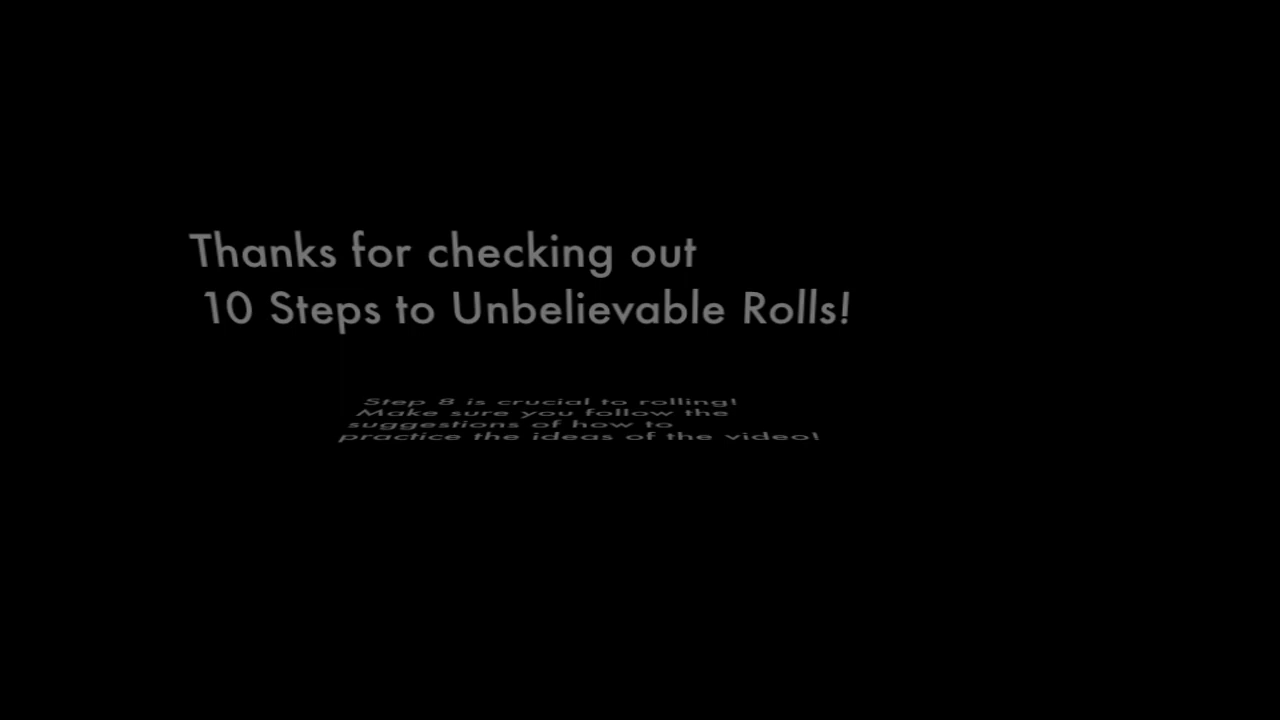 Thanks for checking out
10 Steps to Unbelievable Rolls!
Step 8 is crucial to rolling!
Make sure you follow the
suggestions of how to
practice the ideas of the video!